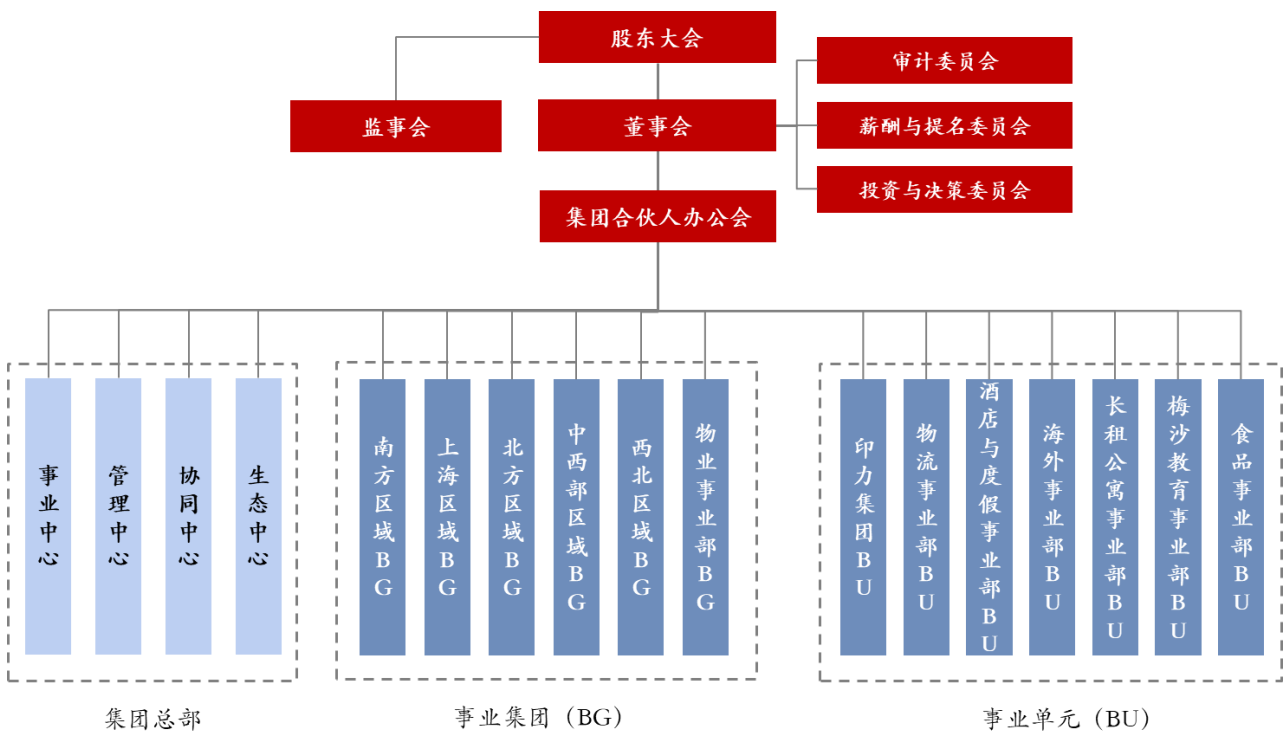 股东大会
审计委员会
监事会
董事会
薪酬与提名委员会
投资与决策委员会
集团合伙人办公会
事业中心
管理中心
协同中心
生态中心
南方区域BG
上海区域BG
北方区域BG
中西部区域BG
西北区域BG
物业事业部BG
印力集团BU
物流事业部BU
酒店与度假事业部BU
海外事业部BU
长租公寓事业部BU
梅沙教育事业部BU
食品事业部BU
集团总部
事业集团（BG）
事业单元（BU）